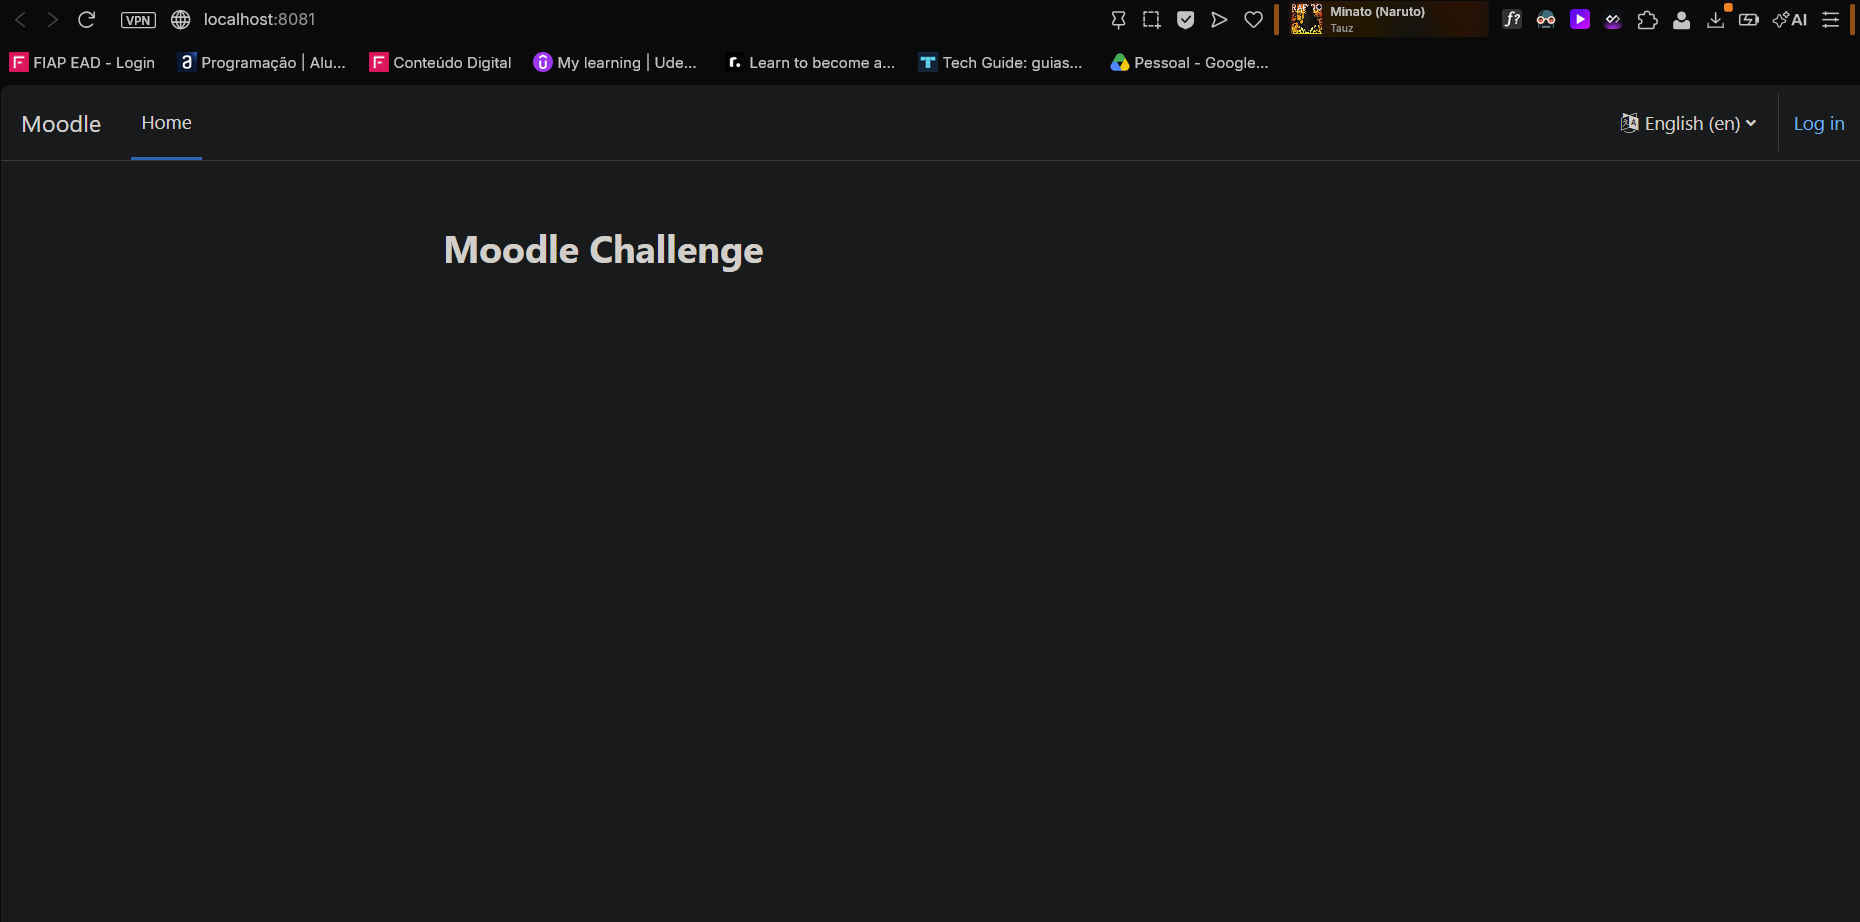 VPN
localhost:8081
Minato (Naruto)
Tauz
f?
AI
FIAP EAD - Login
Programação | Alu...
Conteúdo Digital
My learning | Ude...
Learn to become a...
Tech Guide: guias...
Pessoal - Google...
Moodle
Home
English (en)
Log in
Moodle Challenge